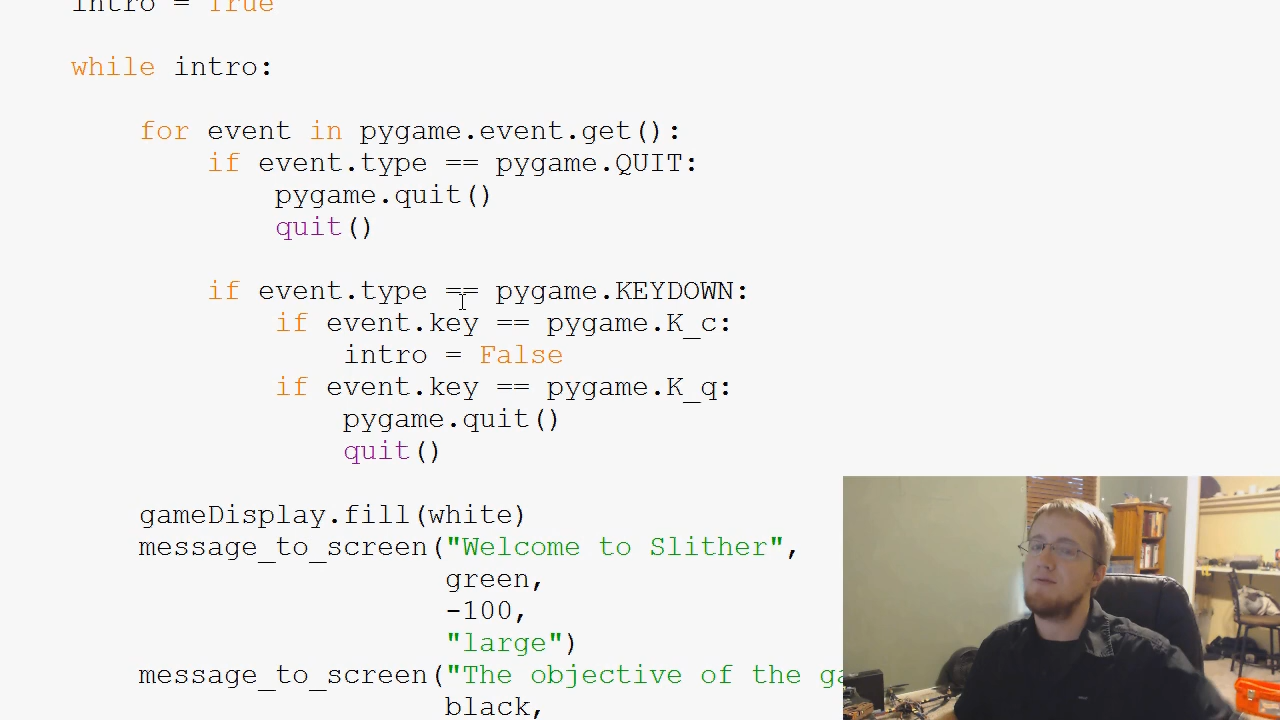 intro = True
while intro:
for event in pygame.event.get():
if event.type == pygame.QUIT:
pygame.quit()
quit()
if event.type == pygame.KEYDOWN:
if event.key == pygame.K_c:
intro = False
if event.key == pygame.K_q:
pygame.quit()
quit()
gameDisplay.fill(white)
message_to_screen("Welcome to Slither",
green,
-100,
"large")
message_to_screen("The objective of the
black,